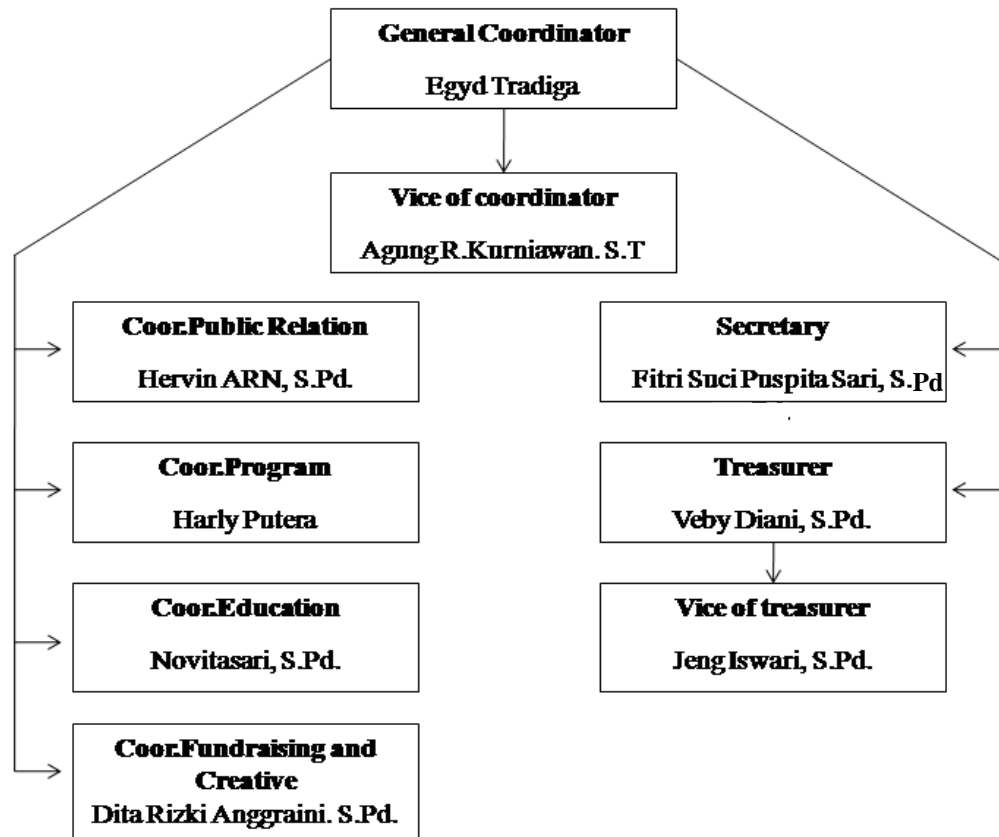 General Coordinator
Egyd Tradiga
Vice of coordinator
Agung R.Kurniawan. S.T
Coor.Public Relation
Hervin ARN, S.Pd.
Coor.Program
Harly Putera
Coor.Education
Novitasari, S.Pd.
Coor.Fundraising and
Creative
Dita Rizki Anggraini. S.Pd.
Secretary
Fitri Suci Puspita Sari, S.Pd
Treasurer
Veby Diani, S.Pd.
Vice of treasurer
Jeng Iswari, S.Pd.